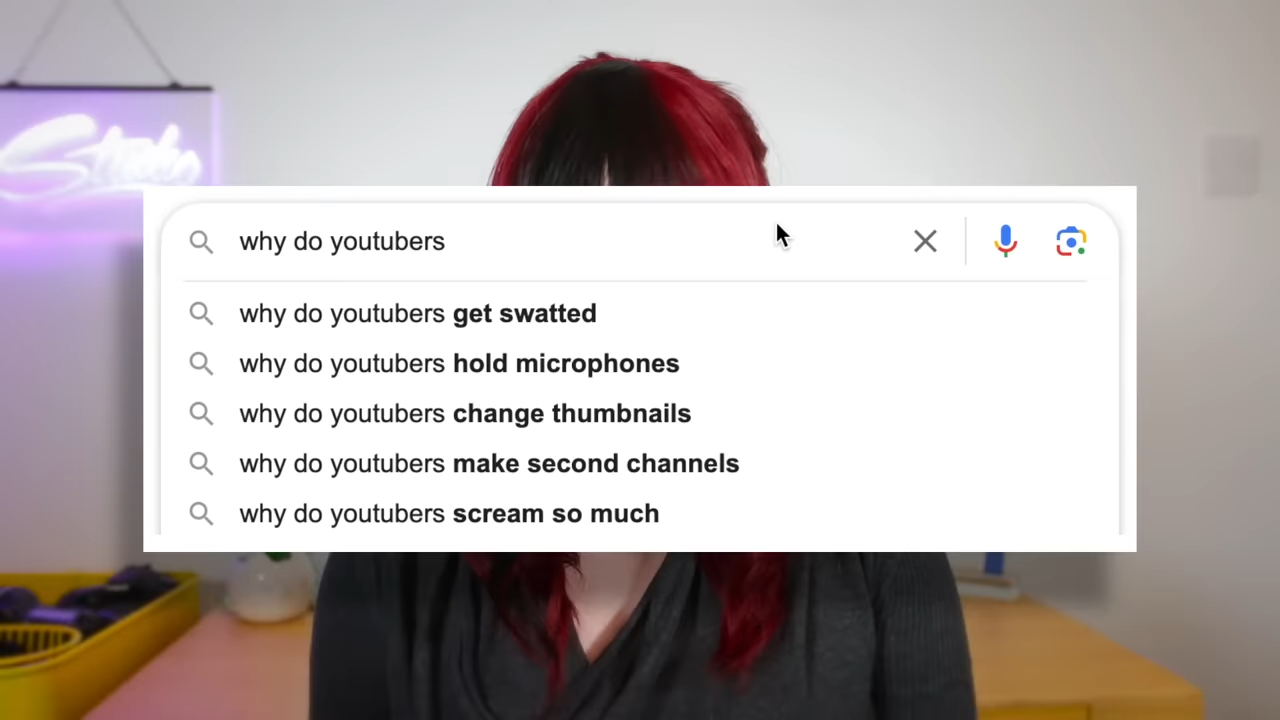 Studio
why do youtubers
why do youtubers get swatted
why do youtubers hold microphones
why do youtubers change thumbnails
why do youtubers make second channels
why do youtubers scream so much